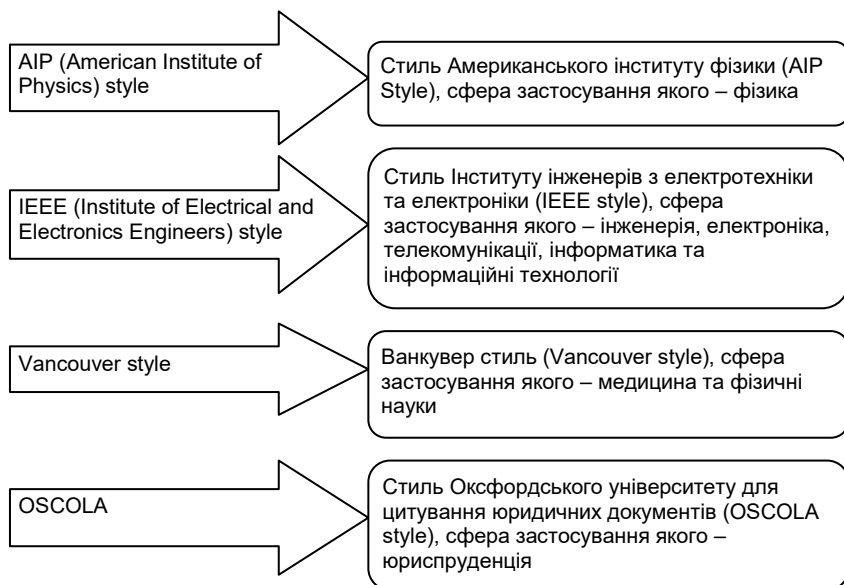 AIP (American Institute of
Physics) style
Стиль Американського інституту фізики (AIP
Style), сфера застосування якого – фізика
IEEE (Institute of Electrical and
Electronics Engineers) style
Стиль Інституту інженерів з електротехніки
та електроніки (IEEE style), сфера
застосування якого – інженерія, електроніка,
телекомунікації, інформатика та
інформаційні технології
Vancouver style
Ванкувер стиль (Vancouver style), сфера
застосування якого – медицина та фізичні
науки
OSCOLA
Стиль Оксфордського університету для
цитування юридичних документів (OSCOLA
style), сфера застосування якого –
юриспруденція